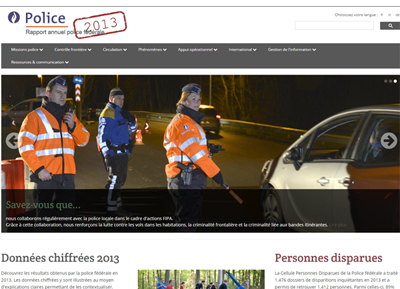 Choisissez votre langue :
Police
Rapport annuel police fédérale
2013
Missions police
Contrôle frontière
Circulation
Phénomènes
Appui opérationnel
International
Gestion de l'information
Ressources & communication
Savez-vous que...
nous collaborons régulièrement avec la police locale dans le cadre d'actions FIPA.
Grâce à cette collaboration, nous renforçons la lutte contre les vols dans les habitations, la criminalité frontalière et la criminalité liée aux bandes itinérantes.
Données chiffrées 2013
Découvrez les résultats obtenus par la police fédérale en
2013. Les données chiffrées y sont illustrées au moyen
d'explications permettant de les contextualiser.
Personnes disparues
La Cellule Personnes Disparues de la Police Fédérale a traité
1.476 dossiers de disparitions inquiétantes en 2013 et a
permis de retrouver 1.412 personnes. Parmi celles-ci, 89%